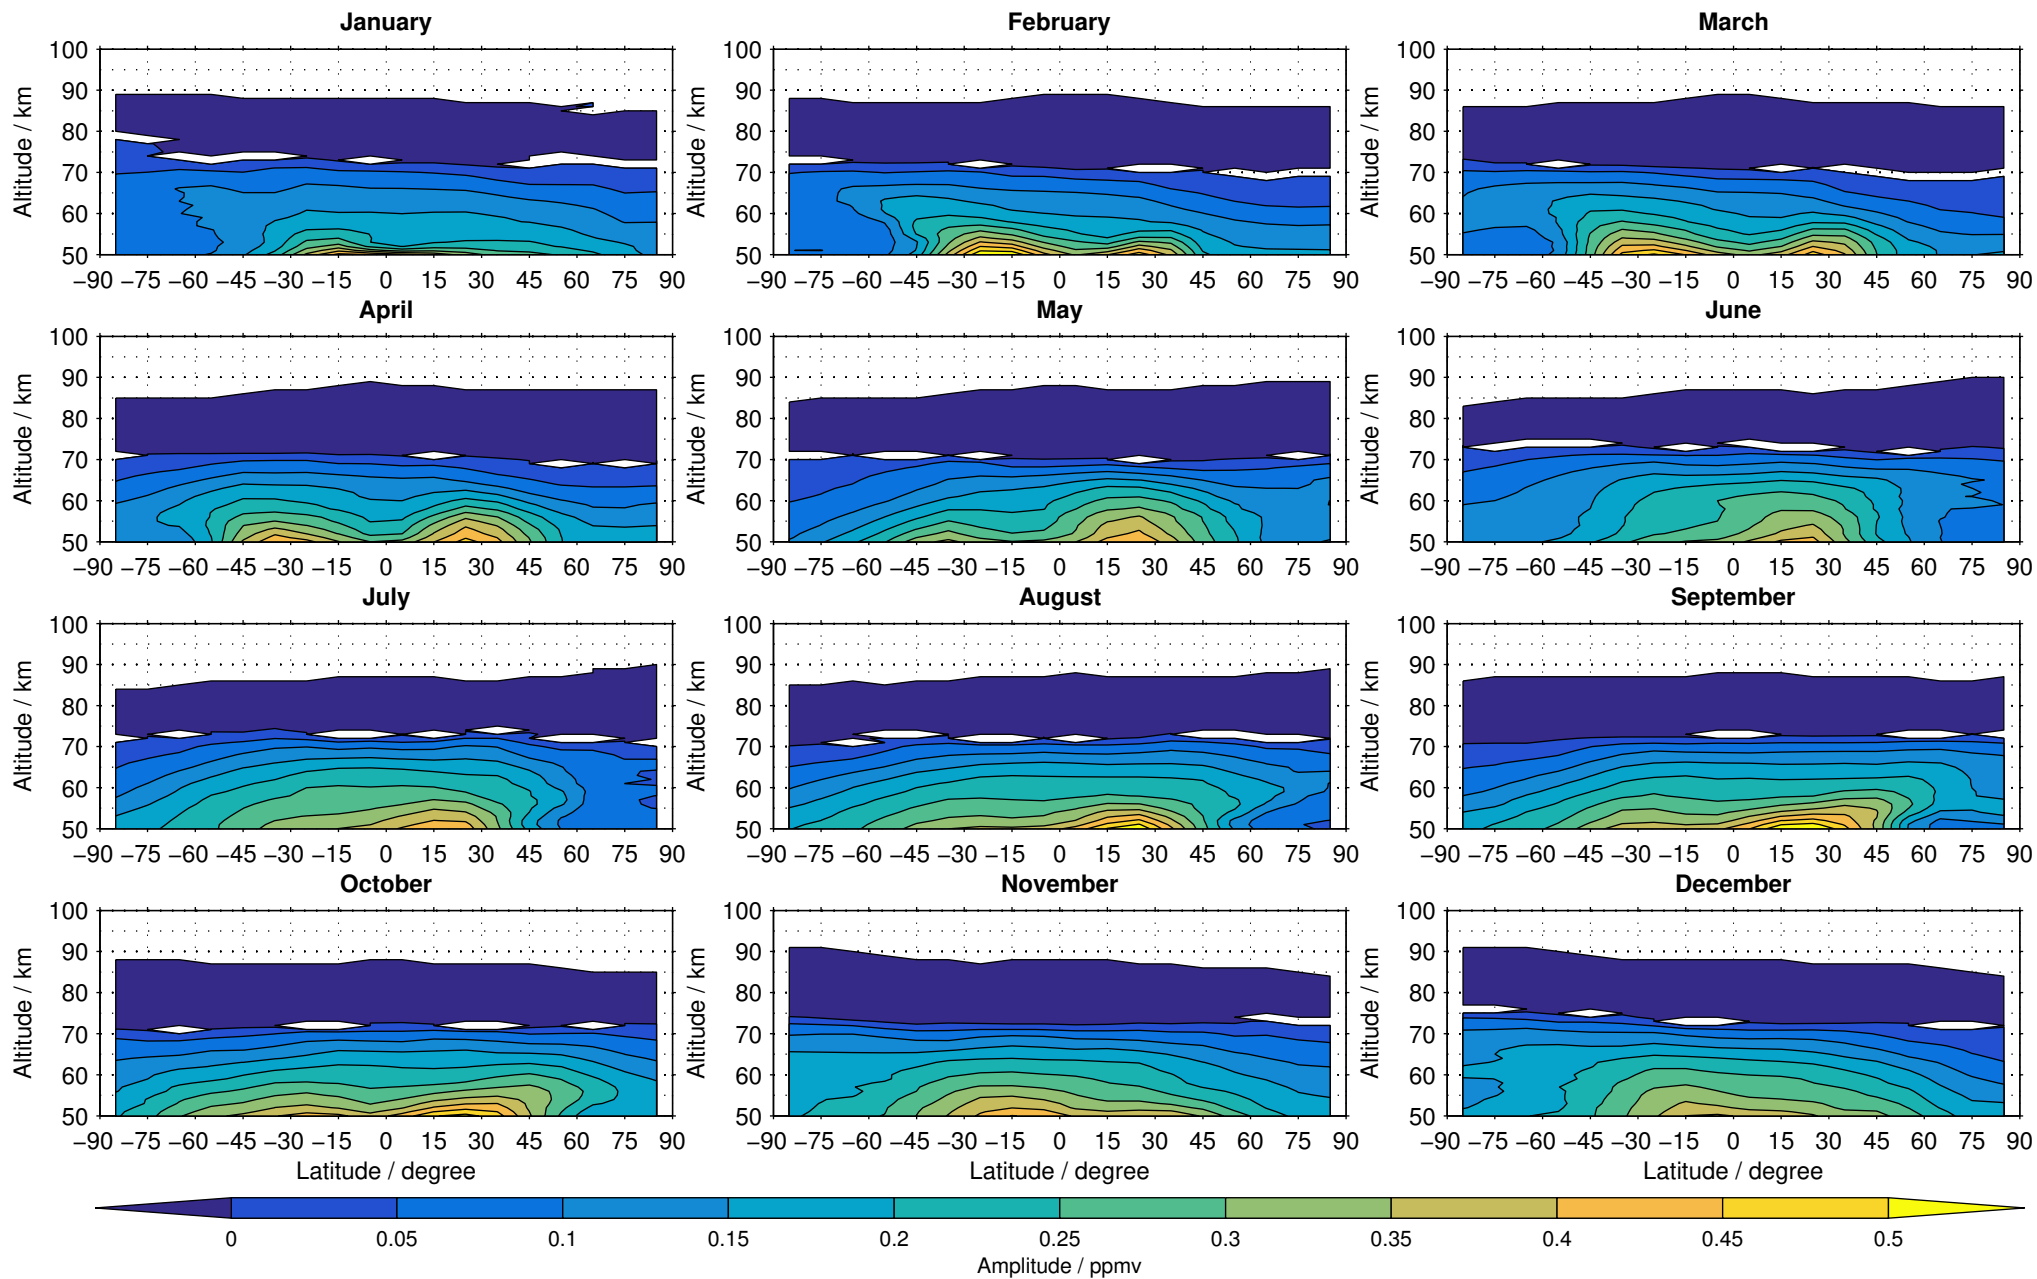 January February March
100 100 100
90 90 90
80 80 80
70 70 70
60 60 60
50 50 50
Altitude / km Altitude / km Altitude / km
−90 −75 −60 −45 −30 −15 0 15 30 45 60 75 90 −90 −75 −60 −45 −30 −15 0 15 30 45 60 75 90 −90 −75 −60 −45 −30 −15 0 15 30 45 60 75 90
April May June
100 100 100
90 90 90
80 80 80
70 70 70
60 60 60
50 50 50
Altitude / km Altitude / km Altitude / km
−90 −75 −60 −45 −30 −15 0 15 30 45 60 75 90 −90 −75 −60 −45 −30 −15 0 15 30 45 60 75 90 −90 −75 −60 −45 −30 −15 0 15 30 45 60 75 90
July August September
100 100 100
90 90 90
80 80 80
70 70 70
60 60 60
50 50 50
Altitude / km Altitude / km Altitude / km
−90 −75 −60 −45 −30 −15 0 15 30 45 60 75 90 −90 −75 −60 −45 −30 −15 0 15 30 45 60 75 90 −90 −75 −60 −45 −30 −15 0 15 30 45 60 75 90
October November December
100 100 100
90 90 90
80 80 80
70 70 70
60 60 60
50 50 50
Altitude / km Altitude / km Altitude / km
−90 −75 −60 −45 −30 −15 0 15 30 45 60 75 90 −90 −75 −60 −45 −30 −15 0 15 30 45 60 75 90 −90 −75 −60 −45 −30 −15 0 15 30 45 60 75 90
Latitude / degree Latitude / degree Latitude / degree
0 0.05 0.1 0.15 0.2 0.25 0.3 0.35 0.4 0.45 0.5
Amplitude / ppmv